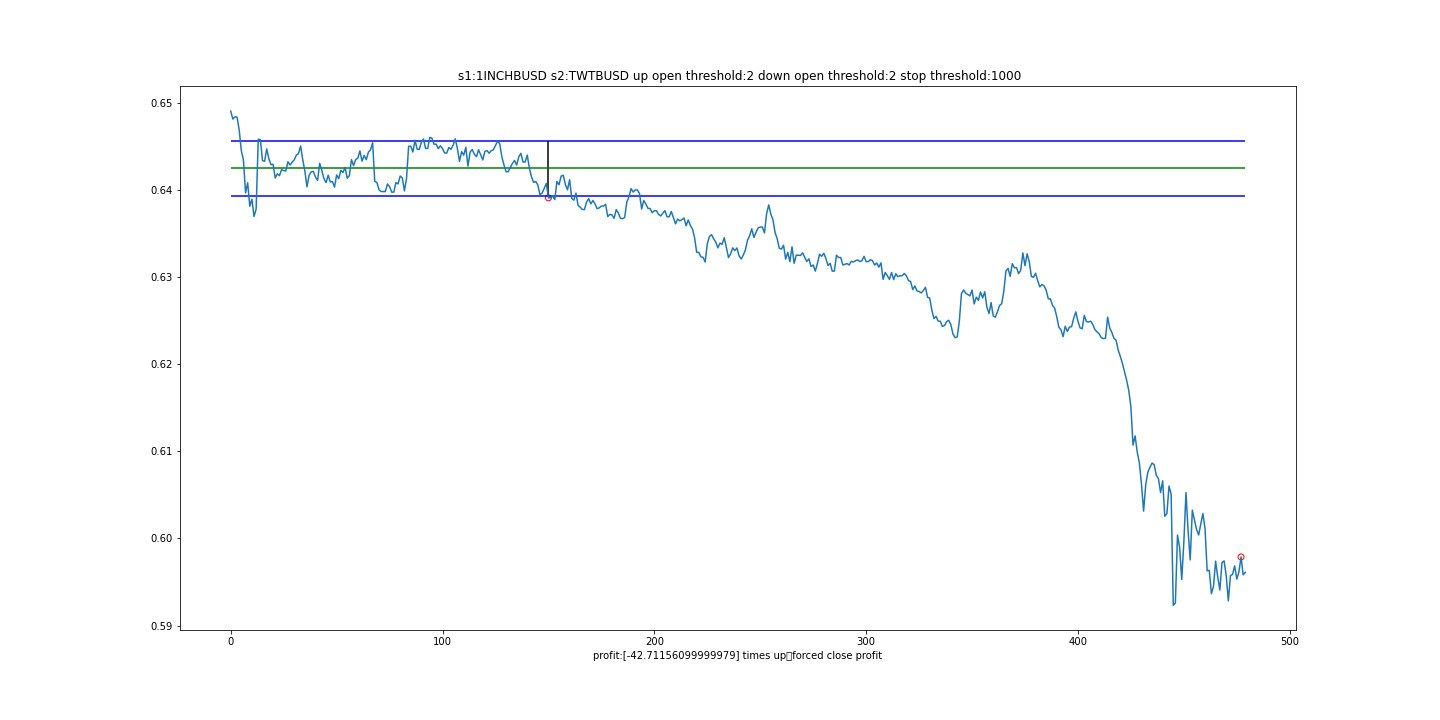 s1:1INCHBUSD s2:TWTBUSD up open threshold:2 down open threshold:2 stop threshold:1000
0.65
0.64
0.63
0.62
0.61
0.60
0.59
0 100 200 300 400 500
profit:[-42.71156099999979] times up▯forced close profit